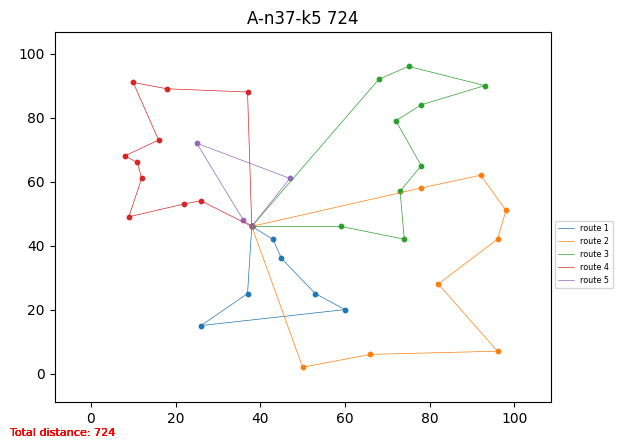 A-n37-k5 724
100
80
60
40
20
0
0 20 40 60 80 100
route 1
route 2
route 3
route 4
route 5
Total distance: 724